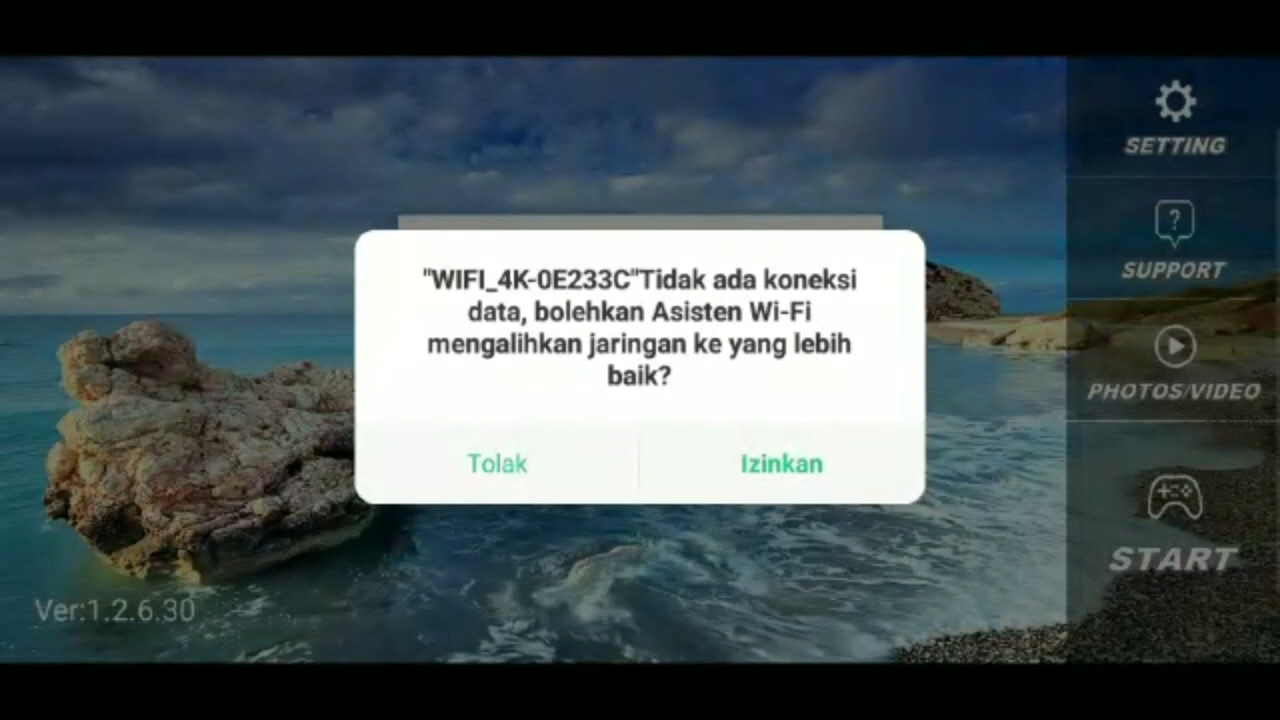 "WIFI_4K-0E233C"Tidak ada koneksi
data, bolehkan Asisten Wi-Fi
mengalihkan jaringan ke yang lebih
baik?
Tolak
Izinkan
SETTING
?
SUPPORT
PHOTOS/VIDEO
START
Ver:1.2.6.30